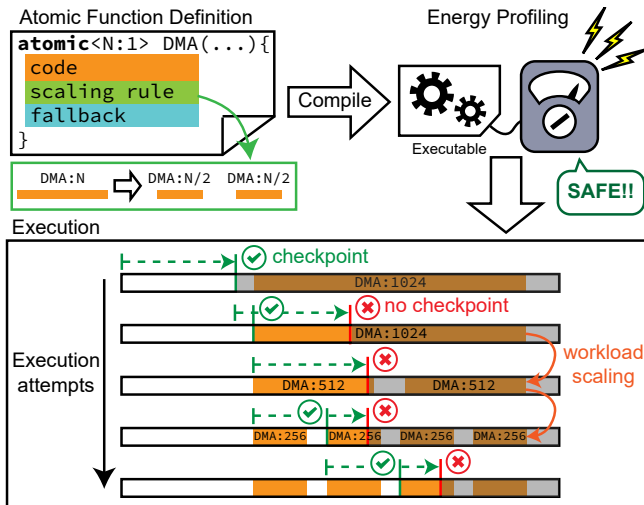 Atomic Function Definition
Energy Profiling
atomic<N:1> DMA(...){
code
scaling rule
fallback
}
Compile
Executable
SAFE!!
DMA:N
DMA:N/2
DMA:N/2
Execution
checkpoint
DMA:1024
no checkpoint
DMA:1024
Execution
attempts
workload
scaling
DMA:512
DMA:512
DMA:256
DMA:256
DMA:256
DMA:256